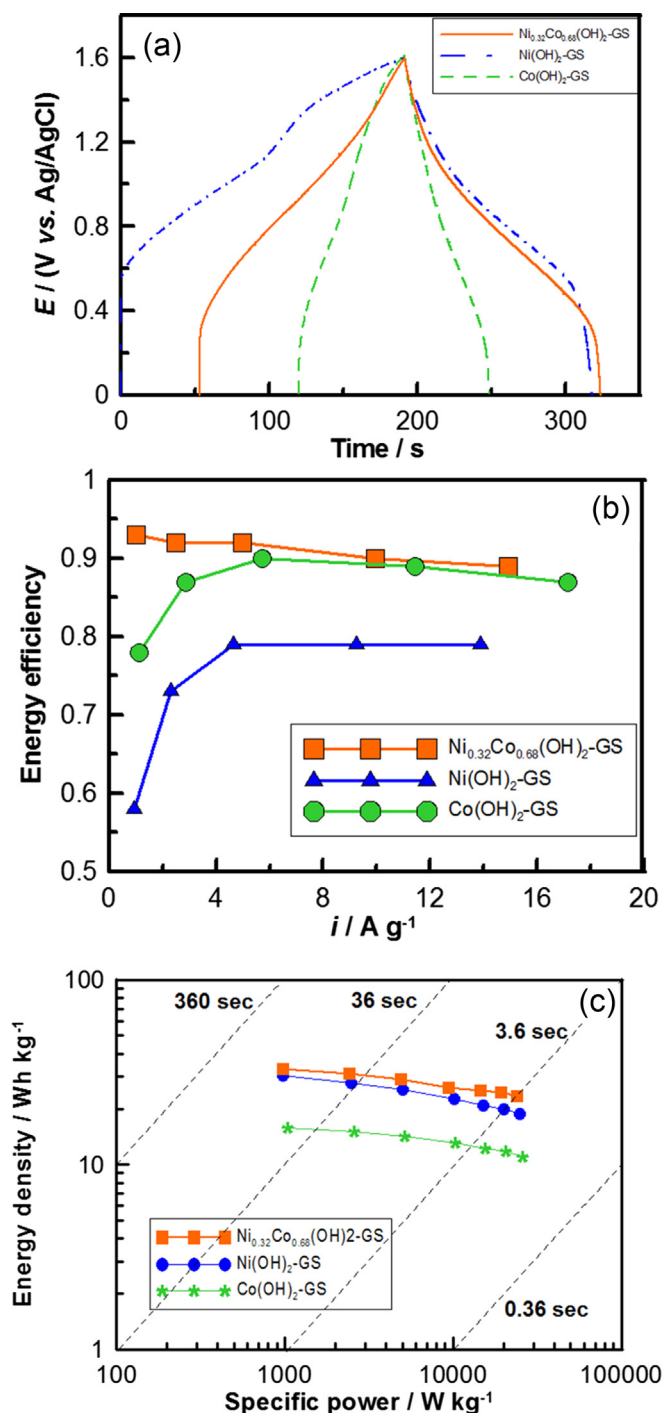 (a)
Ni0.32Co0.68(OH)2-GS
Ni(OH)2-GS
Co(OH)2-GS
1.6
1.2
0.8
0.4
0
E / (V vs. Ag/AgCl)
0 100 200 300
Time / s
(b)
1
0.9
0.8
0.7
0.6
0.5
Energy efficiency
Ni0.32Co0.68(OH)2-GS
Ni(OH)2-GS
Co(OH)2-GS
0 4 8 12 16 20
i / A g-1
(c)
100
10
1
Energy density / Wh kg-1
360 sec
36 sec
3.6 sec
0.36 sec
Ni0.32Co0.68(OH)2-GS
Ni(OH)2-GS
Co(OH)2-GS
100 1000 10000 100000
Specific power / W kg-1